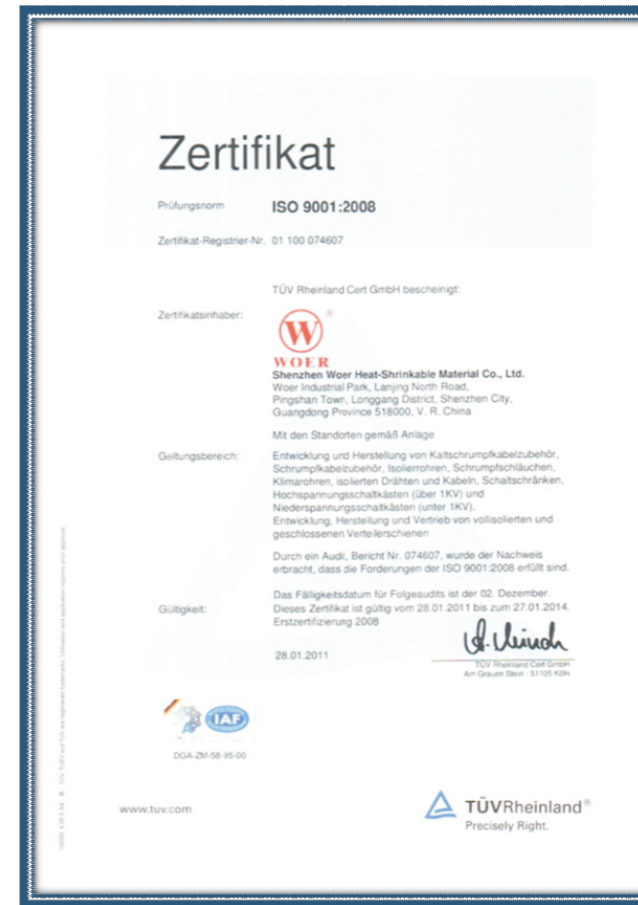 Zertifikat
Prüfungsnorm ISO 9001:2008
Zertifikat-Registrier-Nr. 01 100 074607
TÜV Rheinland Cert GmbH bescheinigt:
Zertifikatsinhaber:
W ®
WOER
Shenzhen Woer Heat-Shrinkable Material Co., Ltd.
Woer Industrial Park, Lanjing North Road,
Pingshan Town, Longgang District, Shenzhen City,
Guangdong Province 518000, V. R. China
Mit den Standorten gemäß Anlage
Geltungsbereich: Entwicklung und Herstellung von Kaltschrumpfkabelzubehör,
Schrumpfkabelzubehör, Isolierrohren, Schrumpfschläuchen,
Klimarohren, isolierten Drähten und Kabeln, Schaltschränken,
Hochspannungsschaltkästen (über 1KV) und
Niederspannungsschaltkästen (unter 1KV).
Entwicklung, Herstellung und Vertrieb von vollisolierten und
geschlossenen Verteilerschienen
Durch ein Audit, Bericht Nr. 074607, wurde der Nachweis
erbracht, dass die Forderungen der ISO 9001:2008 erfüllt sind.
Das Fälligkeitsdatum für Folgeaudits ist der 02. Dezember.
Gültigkeit: Dieses Zertifikat ist gültig vom 28.01.2011 bis zum 27.01.2014.
Erstzertifizierung 2008
28.01.2011
TÜV Rheinland Cert GmbH
Am Grauen Stein · 51105 Köln
IAF
DGA-ZM-58-95-00
www.tuv.com
TÜVRheinland®
Precisely Right.